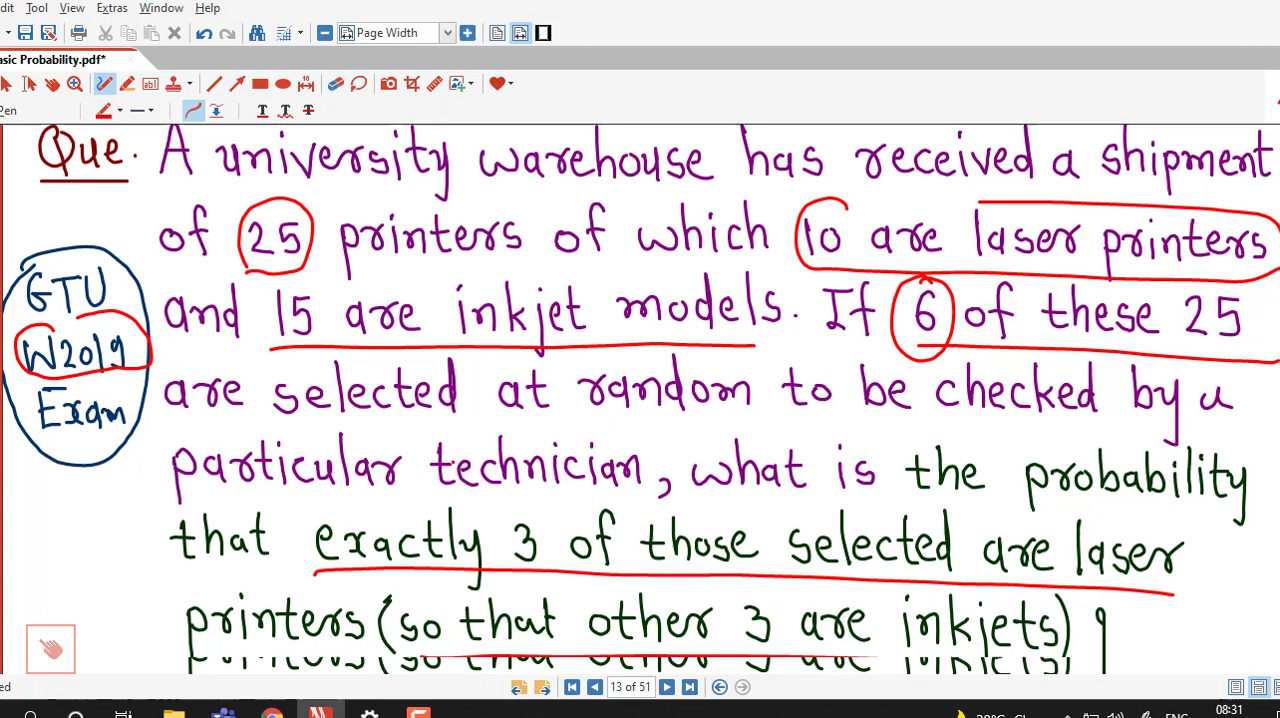 dit View Extras Window Help
Page Width
asic Probability.pdf*
Pen
Que. A university warehouse has received a shipment
of 25 printers of which 10 are laser printers
and 15 are inkjet models. If 6 of these 25
are selected at random to be checked by a
particular technician, what is the probability
that exactly 3 of those selected are laser
printers (so that other 3 are inkjets) ?
GTU
W2019
Exam
13 of 51
ENG
08:31